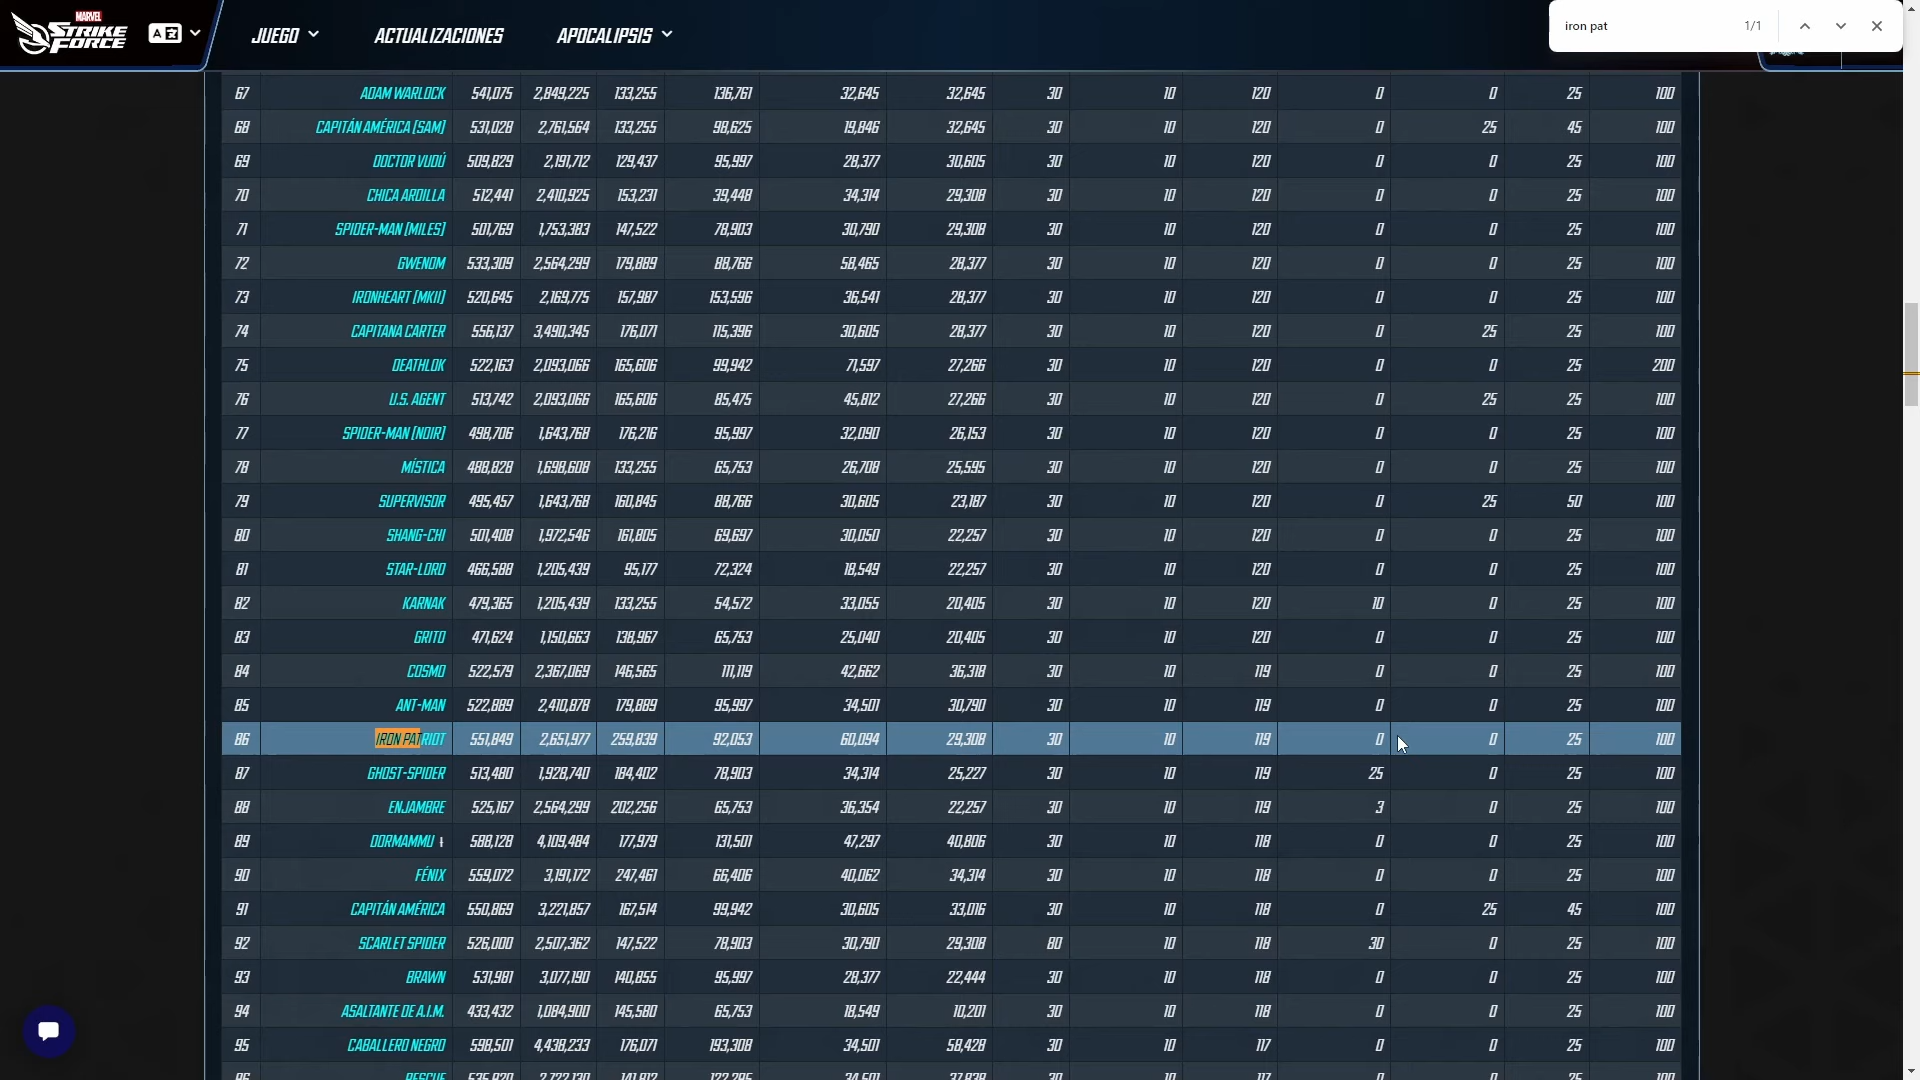 MARVEL
STRIKE
FORCE
JUEGO
ACTUALIZACIONES
APOCALIPSIS
iron pat
1/1
67 ADAM WARLOCK 541,075 2,849,225 133,255 136,761 32,645 32,645 30 10 120 0 0 25 100
68 CAPITÁN AMÉRICA (SAM) 531,028 2,761,564 133,255 98,625 19,846 32,645 30 10 120 0 25 45 100
69 DOCTOR VUDÚ 509,829 2,191,712 129,437 95,997 28,377 30,605 30 10 120 0 0 25 100
70 CHICA ARDILLA 512,441 2,410,925 153,231 39,448 34,314 29,308 30 10 120 0 0 25 100
71 SPIDER-MAN (MILES) 501,769 1,753,383 147,522 78,903 30,790 29,308 30 10 120 0 0 25 100
72 GWENOM 533,309 2,564,299 179,889 88,766 58,465 28,377 30 10 120 0 0 25 100
73 IRONHEART (MKII) 520,645 2,169,775 157,987 153,596 36,541 28,377 30 10 120 0 0 25 100
74 CAPITANA CARTER 556,137 3,490,345 176,071 115,396 30,605 28,377 30 10 120 0 25 25 100
75 DEATHLOK 522,163 2,093,066 165,606 99,942 71,597 27,266 30 10 120 0 0 25 200
76 U.S. AGENT 513,742 2,093,066 165,606 85,475 45,812 27,266 30 10 120 0 25 25 100
77 SPIDER-MAN (NOIR) 498,706 1,643,768 176,216 95,997 32,090 26,153 30 10 120 0 0 25 100
78 MÍSTICA 488,828 1,698,608 133,255 65,753 26,708 25,595 30 10 120 0 0 25 100
79 SUPERVISOR 495,457 1,643,768 160,845 88,766 30,605 23,187 30 10 120 0 25 50 100
80 SHANG-CHI 501,408 1,972,546 161,805 69,697 30,050 22,257 30 10 120 0 0 25 100
81 STAR-LORD 466,588 1,205,439 95,177 72,324 18,549 22,257 30 10 120 0 0 25 100
82 KARNAK 479,365 1,205,439 133,255 54,572 33,055 20,405 30 10 120 10 0 25 100
83 GRITO 471,624 1,150,663 138,967 65,753 25,040 20,405 30 10 120 0 0 25 100
84 COSMO 522,579 2,367,069 146,565 111,119 42,662 36,318 30 10 119 0 0 25 100
85 ANT-MAN 522,889 2,410,878 179,889 95,997 34,501 30,790 30 10 119 0 0 25 100
86 IRON PATRIOT 551,849 2,651,977 259,839 92,053 60,094 29,308 30 10 119 0 0 25 100
87 GHOST-SPIDER 513,480 1,928,740 184,402 78,903 34,314 25,227 30 10 119 25 0 25 100
88 ENJAMBRE 525,167 2,564,299 202,256 65,753 36,354 22,257 30 10 119 3 0 25 100
89 DORMAMMU 588,128 4,109,484 177,979 131,501 47,297 40,806 30 10 118 0 0 25 100
90 FÉNIX 559,072 3,191,172 247,461 66,406 40,062 34,314 30 10 118 0 0 25 100
91 CAPITÁN AMÉRICA 550,869 3,221,857 167,514 99,942 30,605 33,016 30 10 118 0 25 45 100
92 SCARLET SPIDER 526,000 2,507,362 147,522 78,903 30,790 29,308 80 10 118 30 0 25 100
93 BRAWN 531,981 3,077,190 140,855 95,997 28,377 22,444 30 10 118 0 0 25 100
94 ASALTANTE DE A.I.M. 433,432 1,084,900 145,580 65,753 18,549 10,201 30 10 118 0 0 25 100
95 CABALLERO NEGRO 598,501 4,438,233 176,071 193,308 34,501 58,428 30 10 117 0 0 25 100